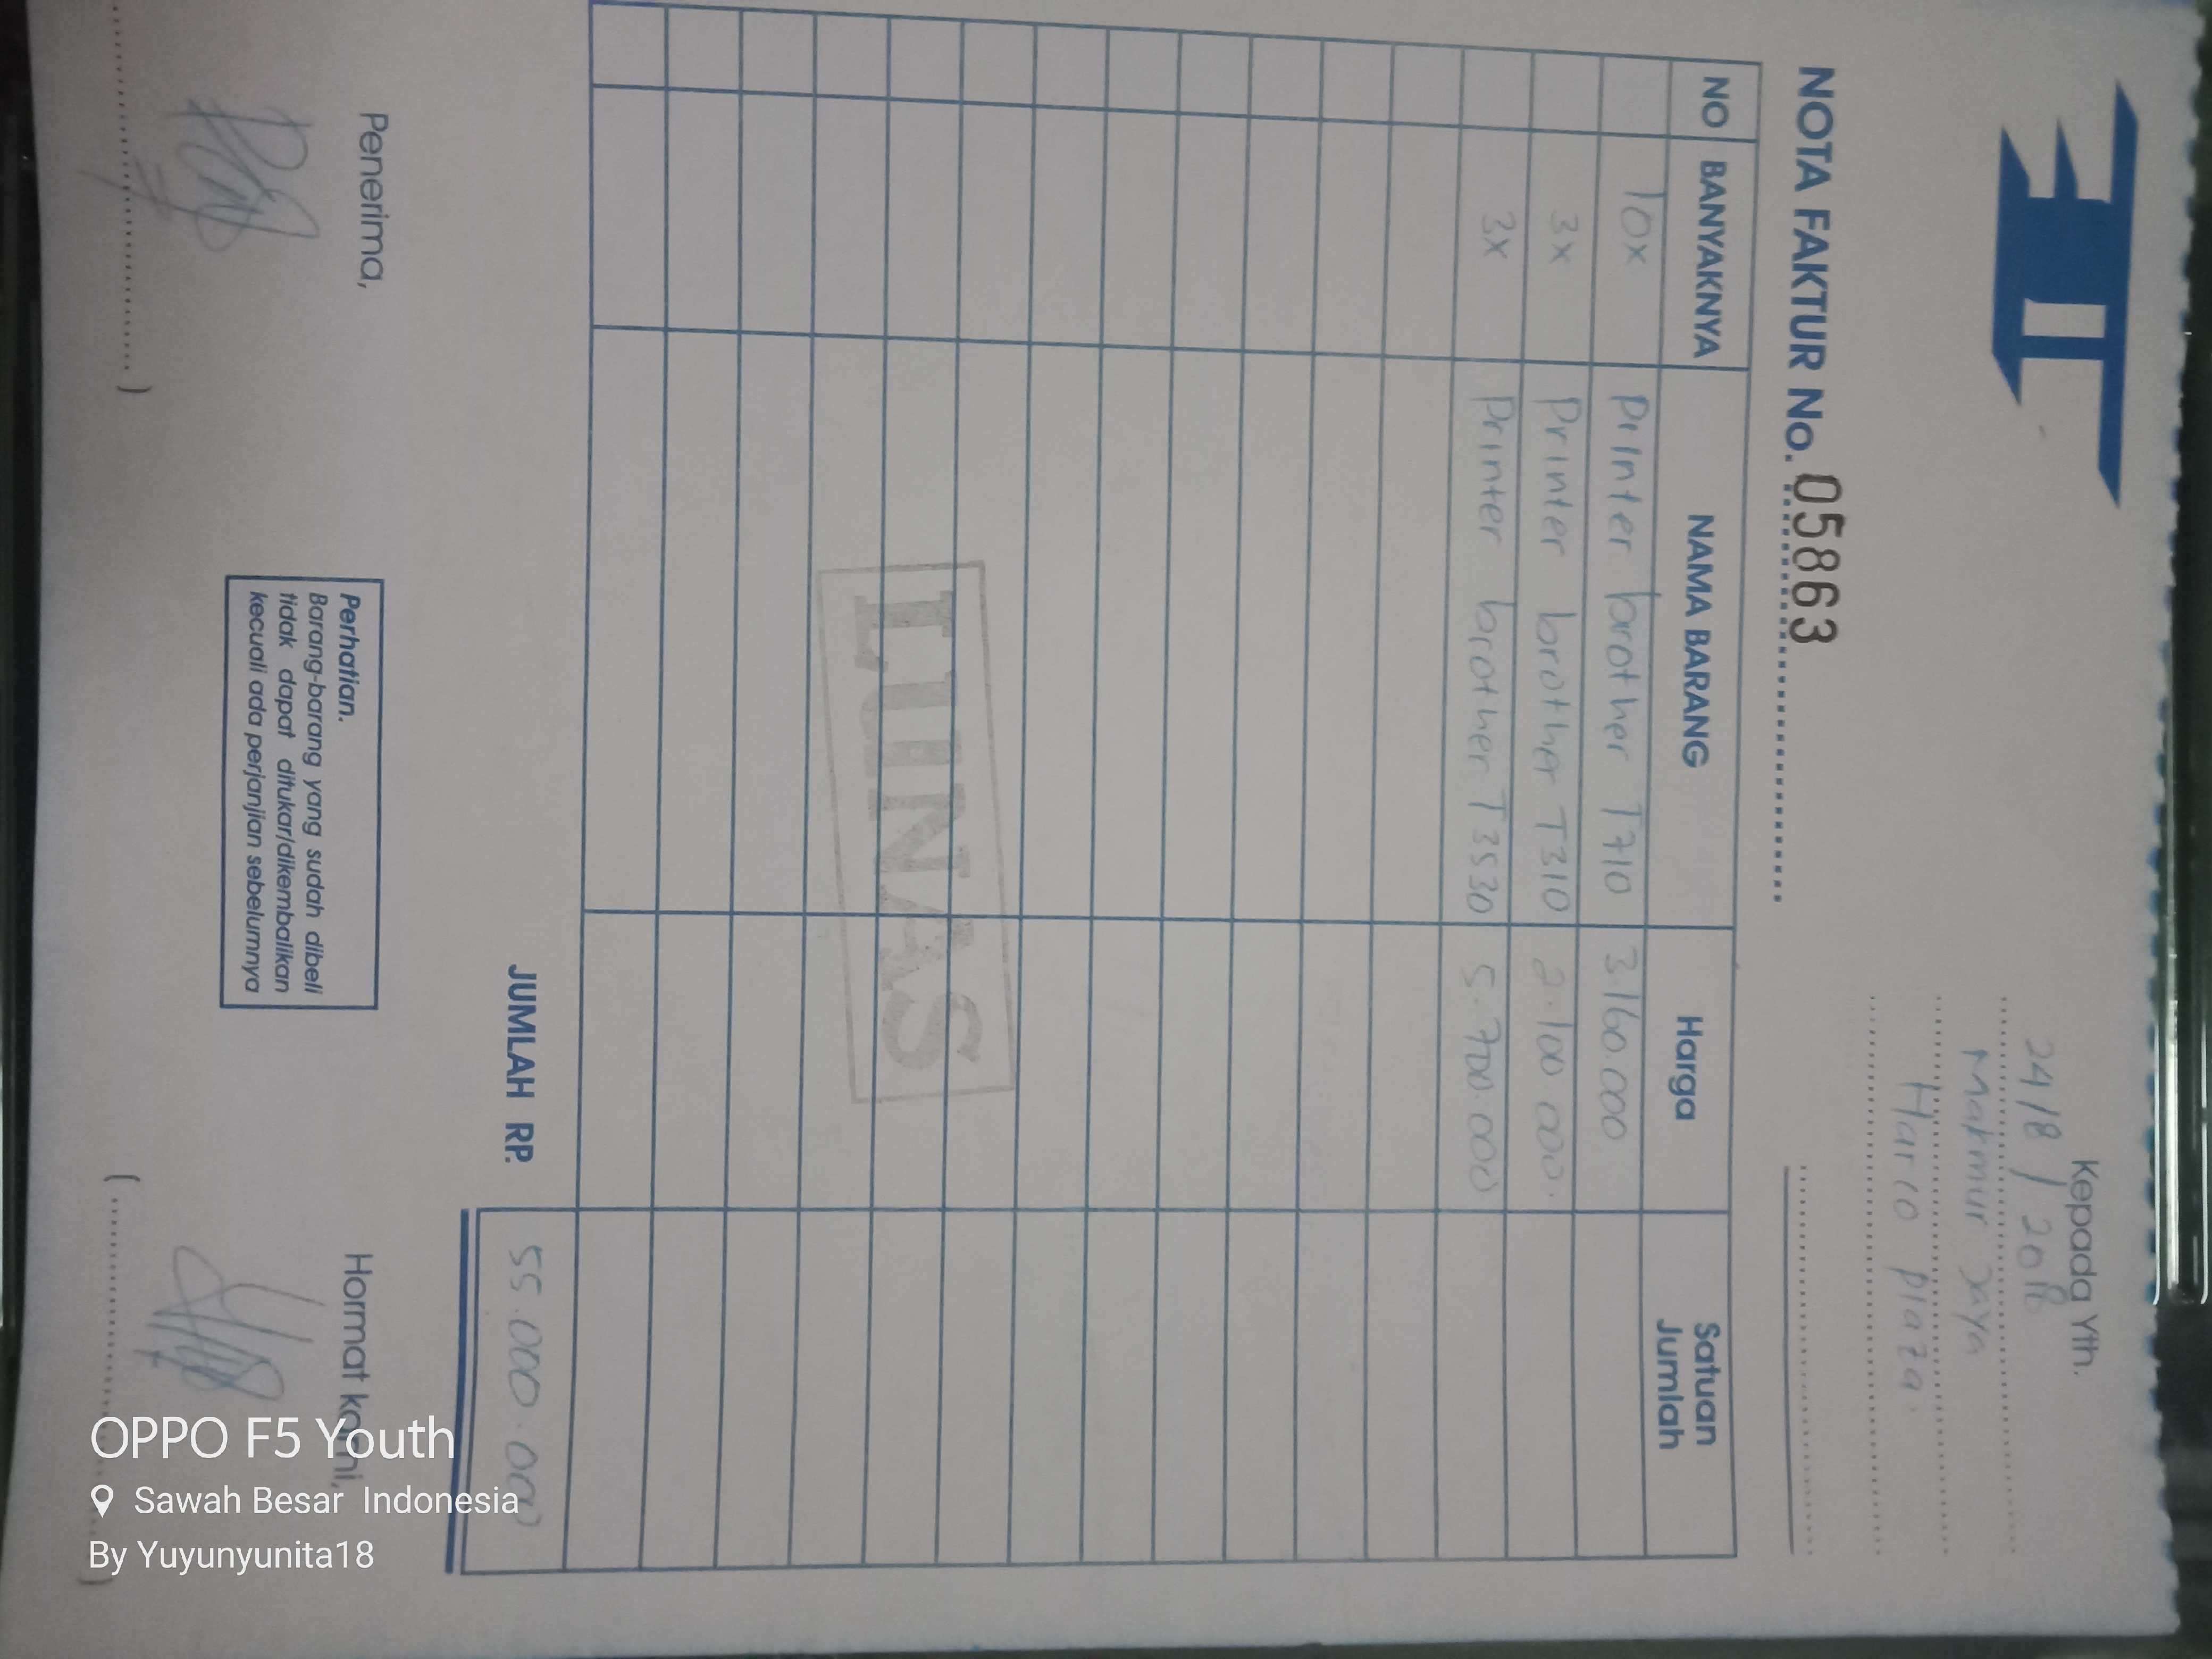 Kepada Yth.
24/8/2018
Makmur Jaya
Harco plaza.
NOTA FAKTUR No. 05863
NO BANYAKNYA NAMA BARANG Harga Satuan Jumlah
10x Printer brother T710 3.160.000
3x Printer brother T310 2.100.000.
3x Printer brother T3530 5.700.000
LUNAS
JUMLAH RP. 55.000.000
Penerima,
Hormat kami,
Perhatian.
Barang-barang yang sudah dibeli
tidak dapat ditukar/dikembalikan
kecuali ada perjanjian sebelumnya
OPPO F5 Youth
Sawah Besar Indonesia
By Yuyunyunita18